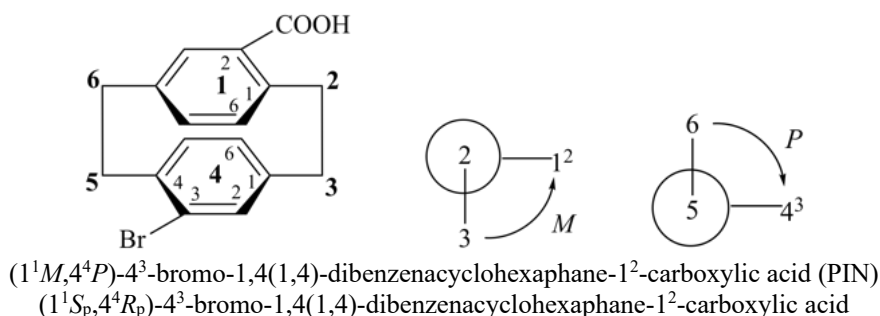 COOH
2
6 1 1 2
6
6
5 4 4 1 3
3 2
Br
2 1²
3 M
6 P
5 4³
(1¹M,4⁴P)-4³-bromo-1,4(1,4)-dibenzenacyclohexaphane-1²-carboxylic acid (PIN)
(1¹Sₚ,4⁴Rₚ)-4³-bromo-1,4(1,4)-dibenzenacyclohexaphane-1²-carboxylic acid